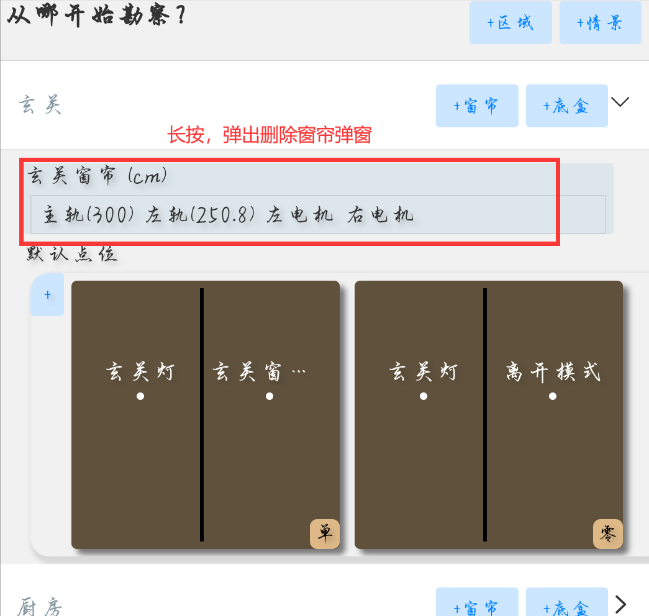 从哪开始勘察？ +区域 +情景
玄关 +窗帘 +底盒
长按，弹出删除窗帘弹窗
玄关窗帘(cm)
主轨(300) 左轨(250.8) 左电机 右电机
默认点位
+
玄关灯 玄关窗… 玄关灯 离开模式
单 零
厨房 +窗帘 +底盒